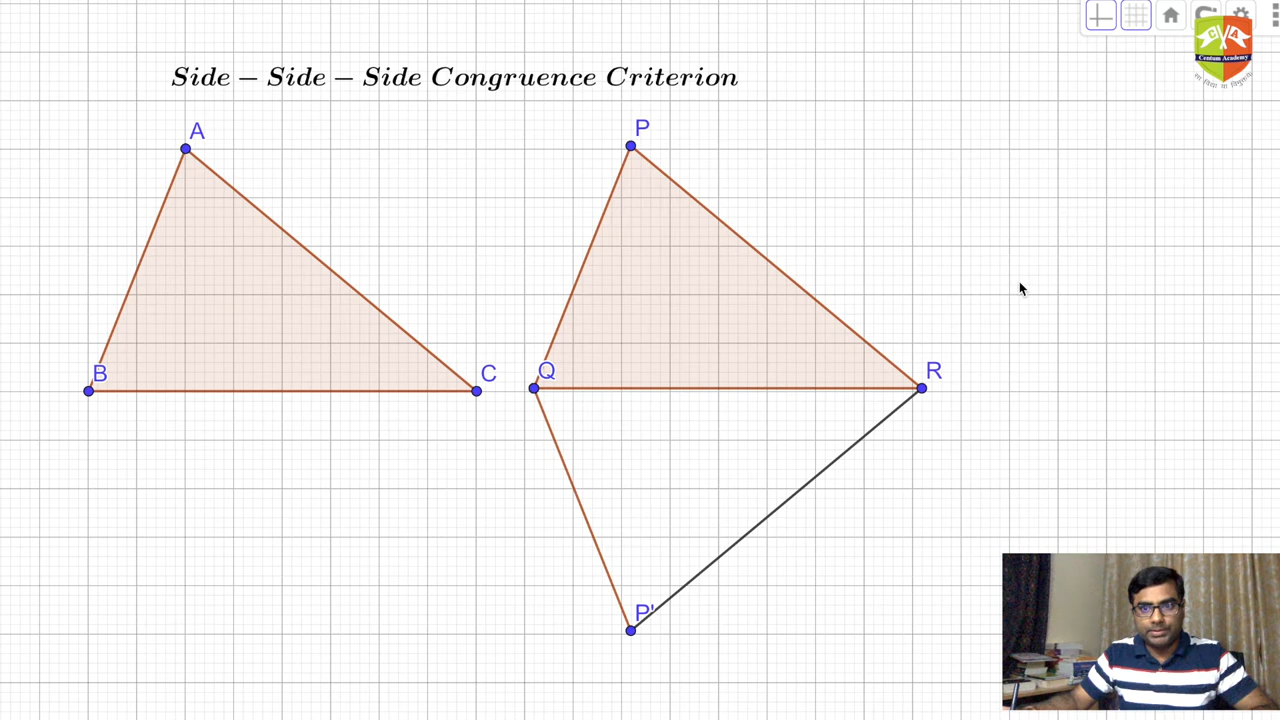 Side – Side – Side Congruence Criterion
A
P
B
C
Q
R
P'
C A
Centum Academy